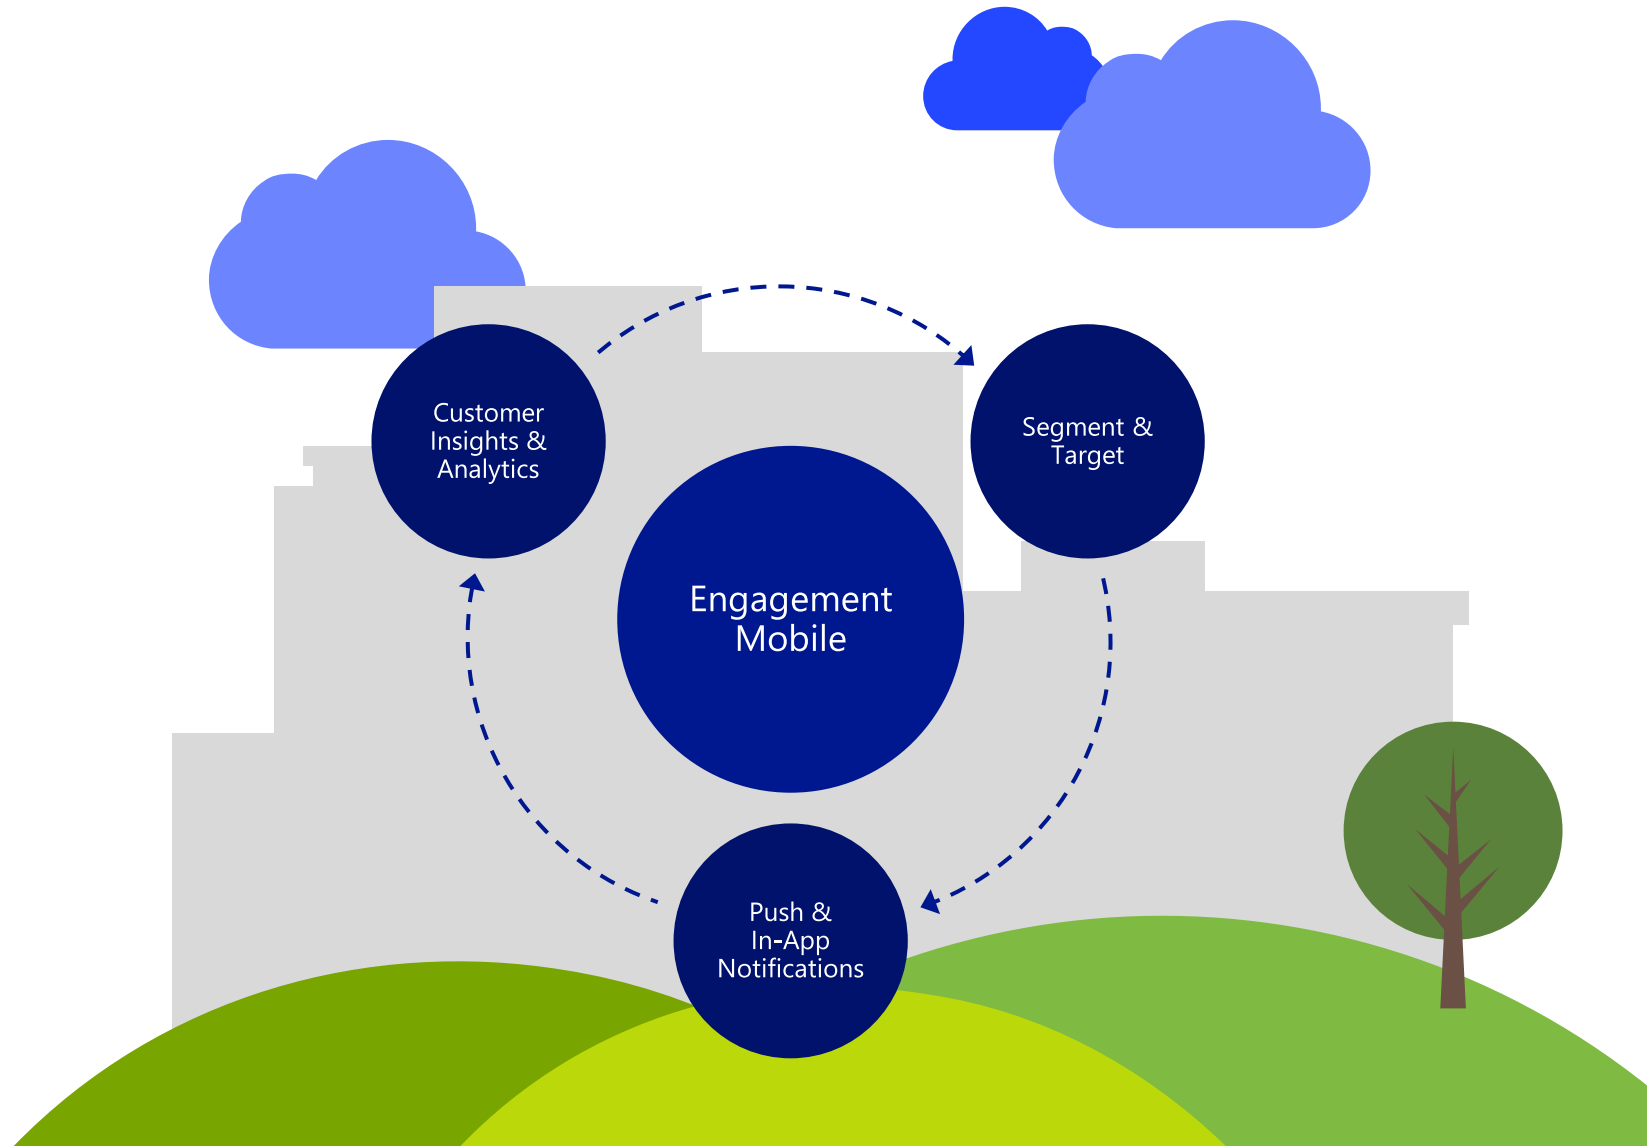 Customer
Insights &
Analytics
Segment &
Target
Engagement
Mobile
Push &
In-App
Notifications